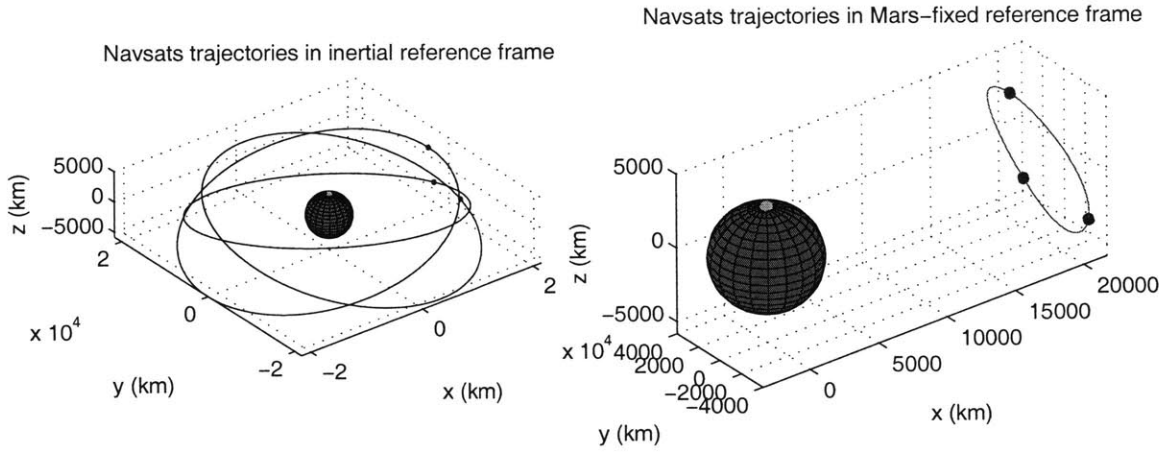 Navsats trajectories in inertial reference frame
5000
0
−5000
z (km)
2
0
−2
x 10^4
y (km)
−2
0
2
x (km)
Navsats trajectories in Mars−fixed reference frame
5000
0
−5000
z (km)
x 10^4
4000
2000
0
−2000
−4000
y (km)
0
5000
10000
15000
20000
x (km)